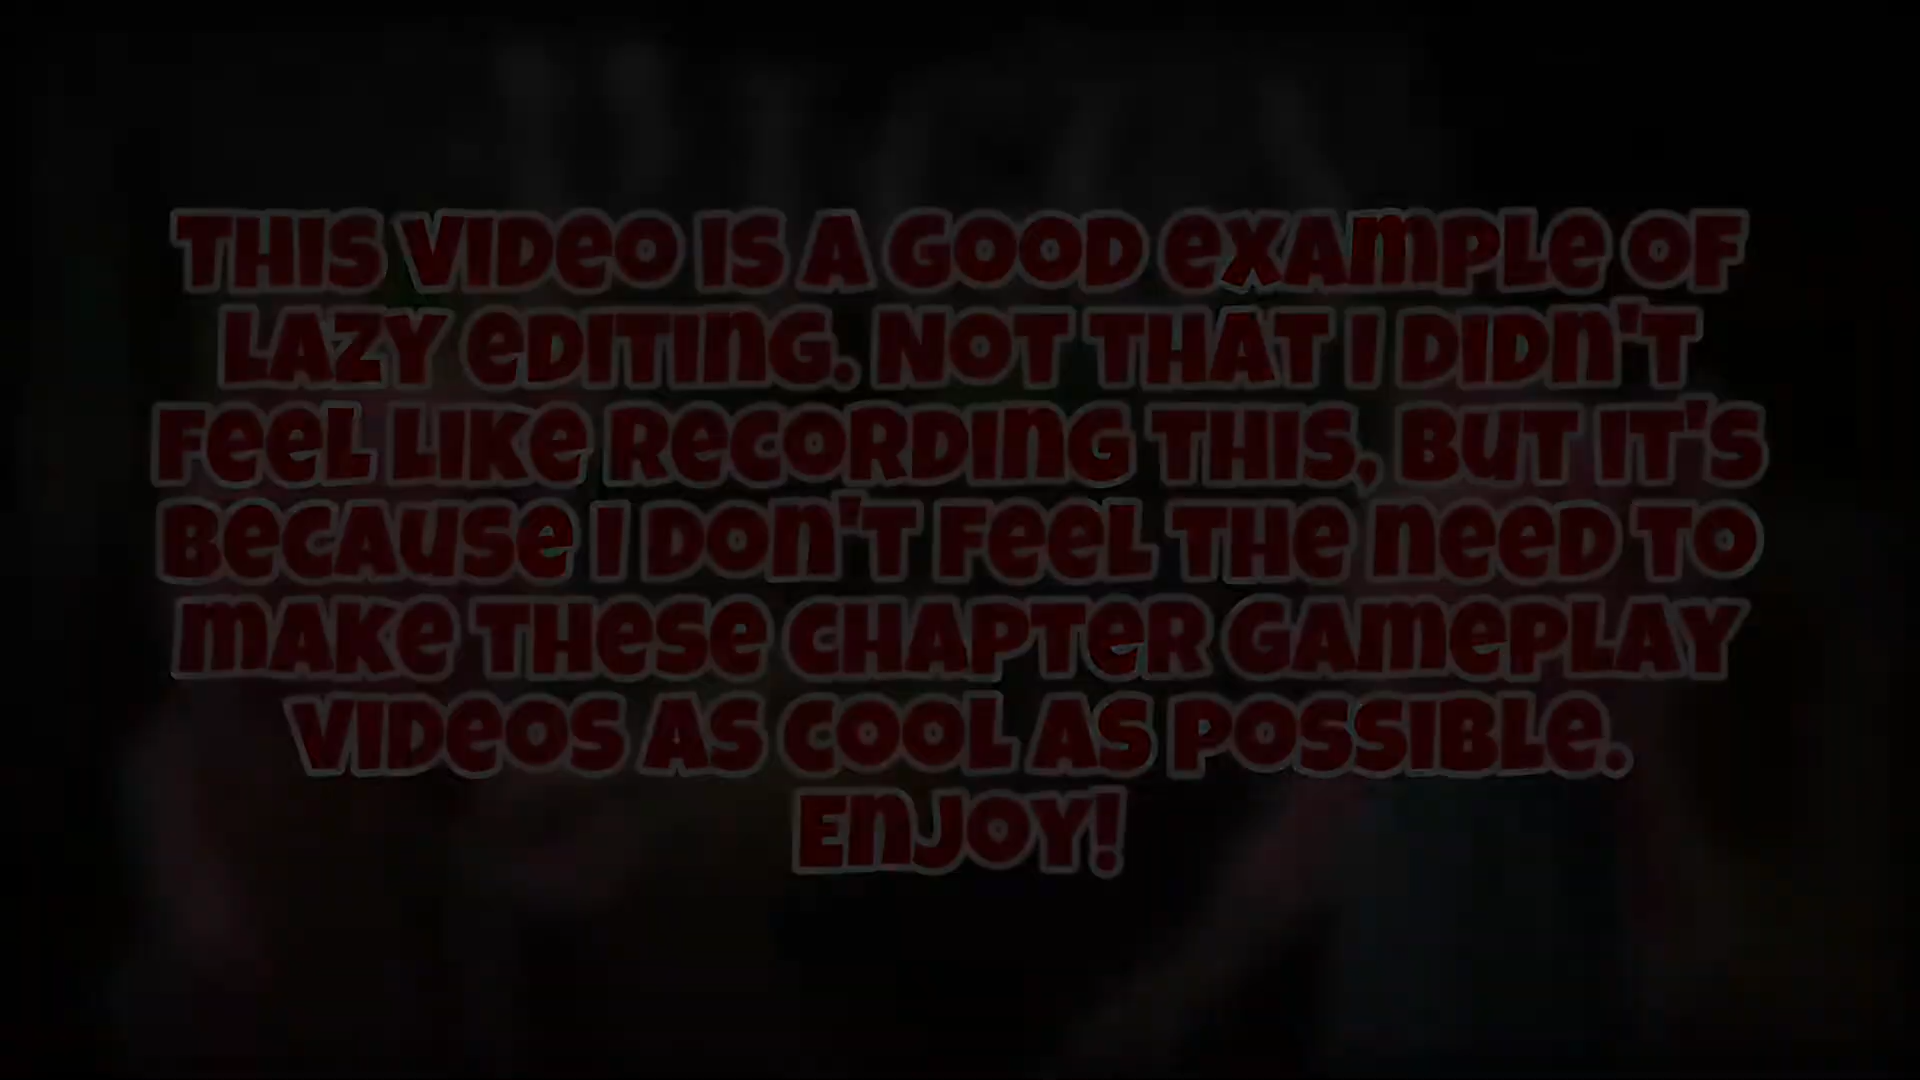 THIS VIDEO IS A GOOD EXAMPLE OF
LAZY EDITING. NOT THAT I DIDN'T
FEEL LIKE RECORDING THIS, BUT IT'S
BECAUSE I DON'T FEEL THE NEED TO
MAKE THESE CHAPTER GAMEPLAY
VIDEOS AS COOL AS POSSIBLE.
ENJOY!